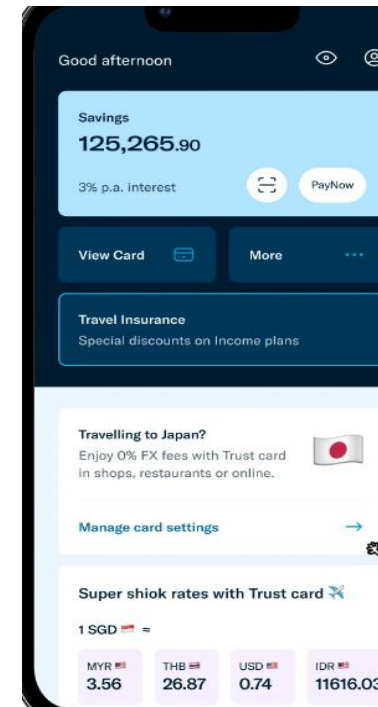 Good afternoon
Savings
125,265.90
3% p.a. interest
PayNow
View Card
More
Travel Insurance
Special discounts on Income plans
Travelling to Japan?
Enjoy 0% FX fees with Trust card
in shops, restaurants or online.
Manage card settings
Super shiok rates with Trust card ✈️
1 SGD 🇸🇬 ≈
MYR THB USD IDR
3.56 26.87 0.74 11616.03